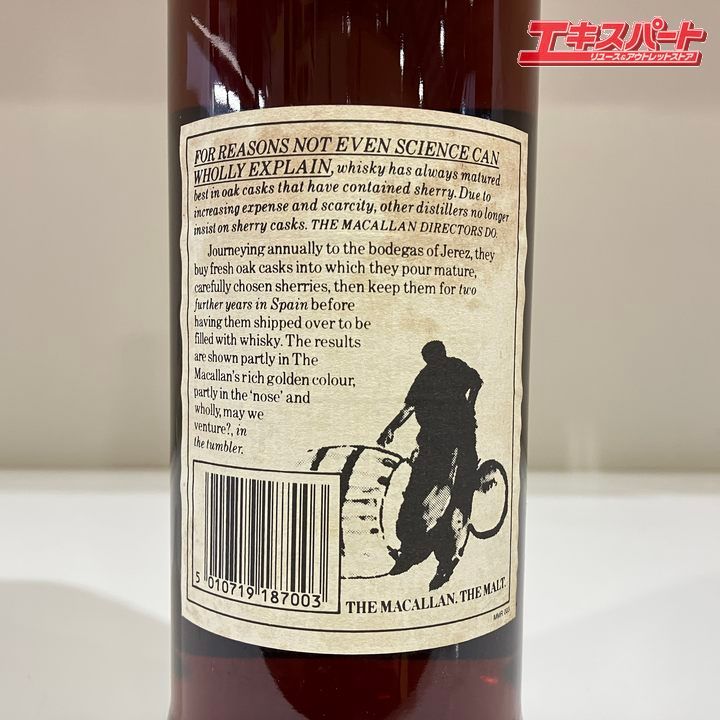 エキスパート
リユース&アウトレットストア
FOR REASONS NOT EVEN SCIENCE CAN
WHOLLY EXPLAIN, whisky has always matured
best in oak casks that have contained sherry. Due to
increasing expense and scarcity, other distillers no longer
insist on sherry casks. THE MACALLAN DIRECTORS DO.
Journeying annually to the bodegas of Jerez, they
buy fresh oak casks into which they pour mature,
carefully chosen sherries, then keep them for two
further years in Spain before
having them shipped over to be
filled with whisky. The results
are shown partly in The
Macallan's rich golden colour,
partly in the 'nose' and
wholly, may we
venture?, in
the tumbler.
5 010719 187003
THE MACALLAN. THE MALT.